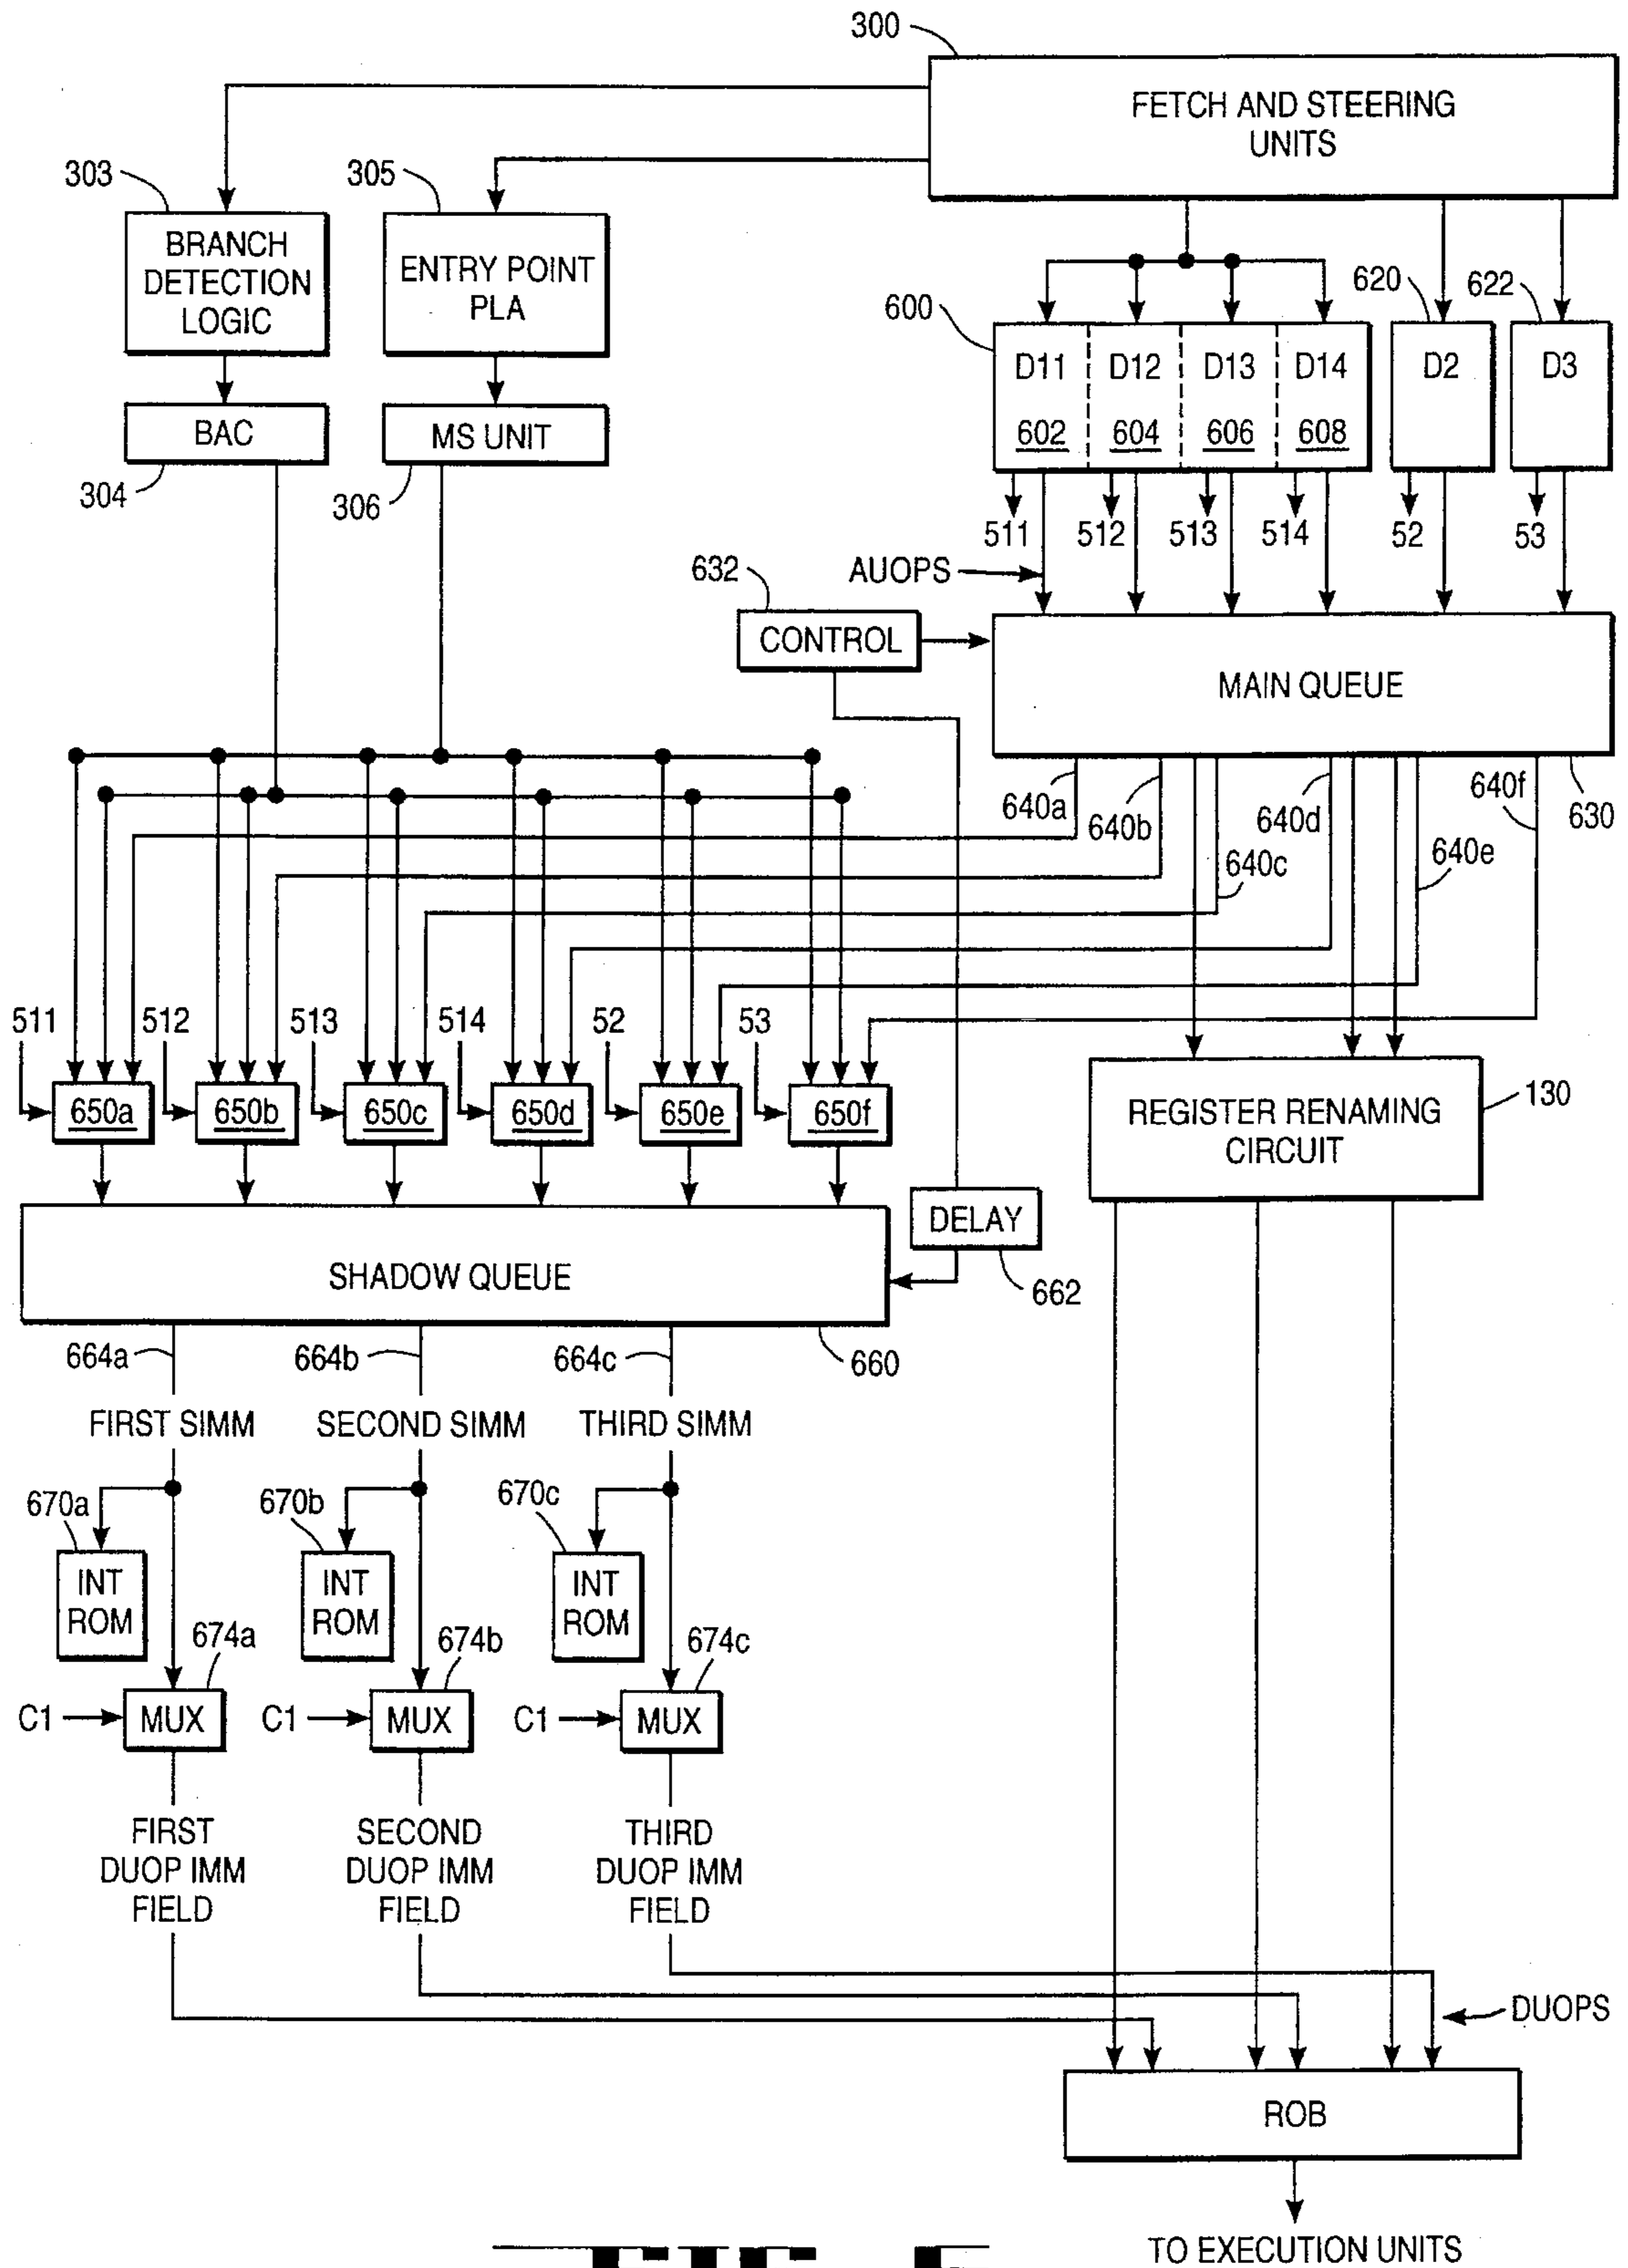 300
FETCH AND STEERING
UNITS
303
305
BRANCH
DETECTION
LOGIC
ENTRY POINT
PLA
620
622
600
D11
D12
D13
D14
D2
D3
602
604
606
608
BAC
MS UNIT
304
306
511
512
513
514
52
53
AUOPS
632
CONTROL
MAIN QUEUE
640a
640b
640c
640d
640e
640f
630
511
512
513
514
52
53
650a
650b
650c
650d
650e
650f
REGISTER RENAMING
CIRCUIT
130
DELAY
662
SHADOW QUEUE
664a
664b
664c
660
FIRST SIMM
SECOND SIMM
THIRD SIMM
670a
670b
670c
INT
ROM
INT
ROM
INT
ROM
674a
674b
674c
C1
MUX
C1
MUX
C1
MUX
FIRST
DUOP IMM
FIELD
SECOND
DUOP IMM
FIELD
THIRD
DUOP IMM
FIELD
DUOPS
ROB
TO EXECUTION UNITS